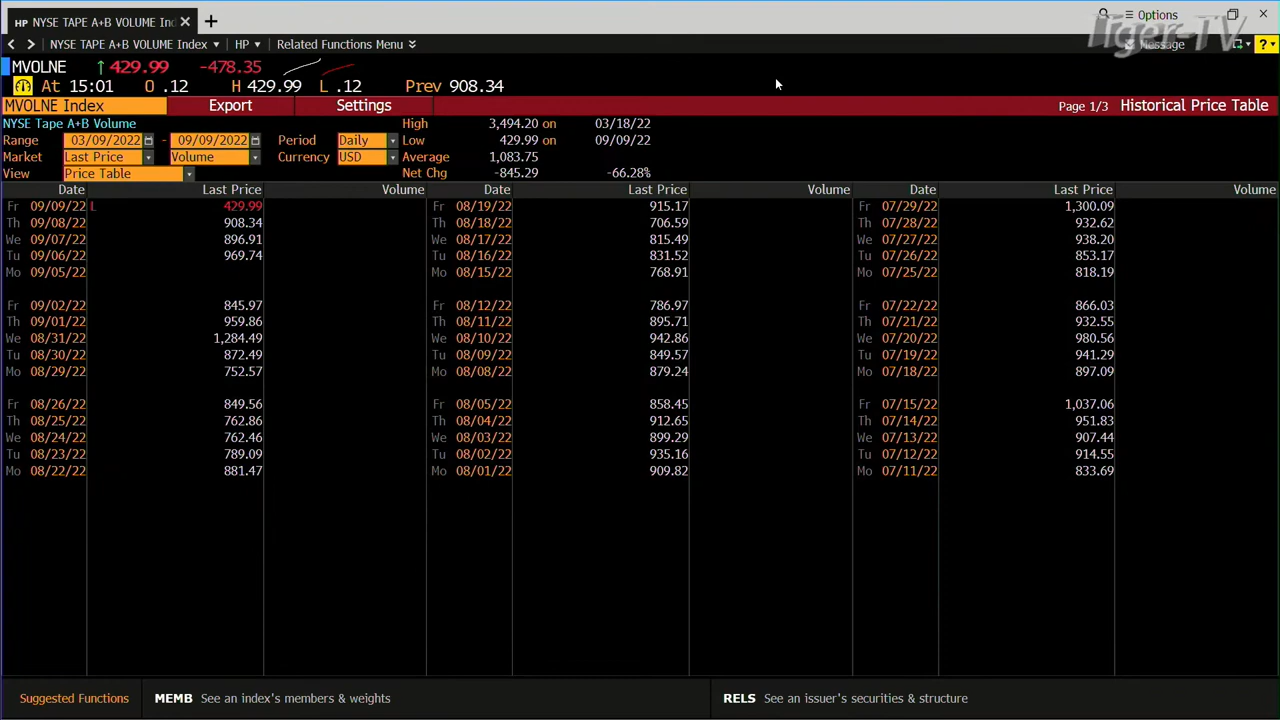 HP NYSE TAPE A+B VOLUME Ind × +
Options
NYSE TAPE A+B VOLUME Index HP Related Functions Menu
Message ?
Tiger-TV
MVOLNE ↑ 429.99 -478.35
At 15:01 O .12 H 429.99 L .12 Prev 908.34
MVOLNE Index Export Settings Page 1/3 Historical Price Table
NYSE Tape A+B Volume High 3,494.20 on 03/18/22
Range 03/09/2022 - 09/09/2022 Period Daily Low 429.99 on 09/09/22
Market Last Price Volume Currency USD Average 1,083.75
View Price Table Net Chg -845.29 -66.28%
Date Last Price Volume Date Last Price Volume Date Last Price Volume
Fr 09/09/22 L 429.99 Fr 08/19/22 915.17 Fr 07/29/22 1,300.09
Th 09/08/22 908.34 Th 08/18/22 706.59 Th 07/28/22 932.62
We 09/07/22 896.91 We 08/17/22 815.49 We 07/27/22 938.20
Tu 09/06/22 969.74 Tu 08/16/22 831.52 Tu 07/26/22 853.17
Mo 09/05/22 Mo 08/15/22 768.91 Mo 07/25/22 818.19
Fr 09/02/22 845.97 Fr 08/12/22 786.97 Fr 07/22/22 866.03
Th 09/01/22 959.86 Th 08/11/22 895.71 Th 07/21/22 932.55
We 08/31/22 1,284.49 We 08/10/22 942.86 We 07/20/22 980.56
Tu 08/30/22 872.49 Tu 08/09/22 849.57 Tu 07/19/22 941.29
Mo 08/29/22 752.57 Mo 08/08/22 879.24 Mo 07/18/22 897.09
Fr 08/26/22 849.56 Fr 08/05/22 858.45 Fr 07/15/22 1,037.06
Th 08/25/22 762.86 Th 08/04/22 912.65 Th 07/14/22 951.83
We 08/24/22 762.46 We 08/03/22 899.29 We 07/13/22 907.44
Tu 08/23/22 789.09 Tu 08/02/22 935.16 Tu 07/12/22 914.55
Mo 08/22/22 881.47 Mo 08/01/22 909.82 Mo 07/11/22 833.69
Suggested Functions MEMB See an index's members & weights RELS See an issuer's securities & structure